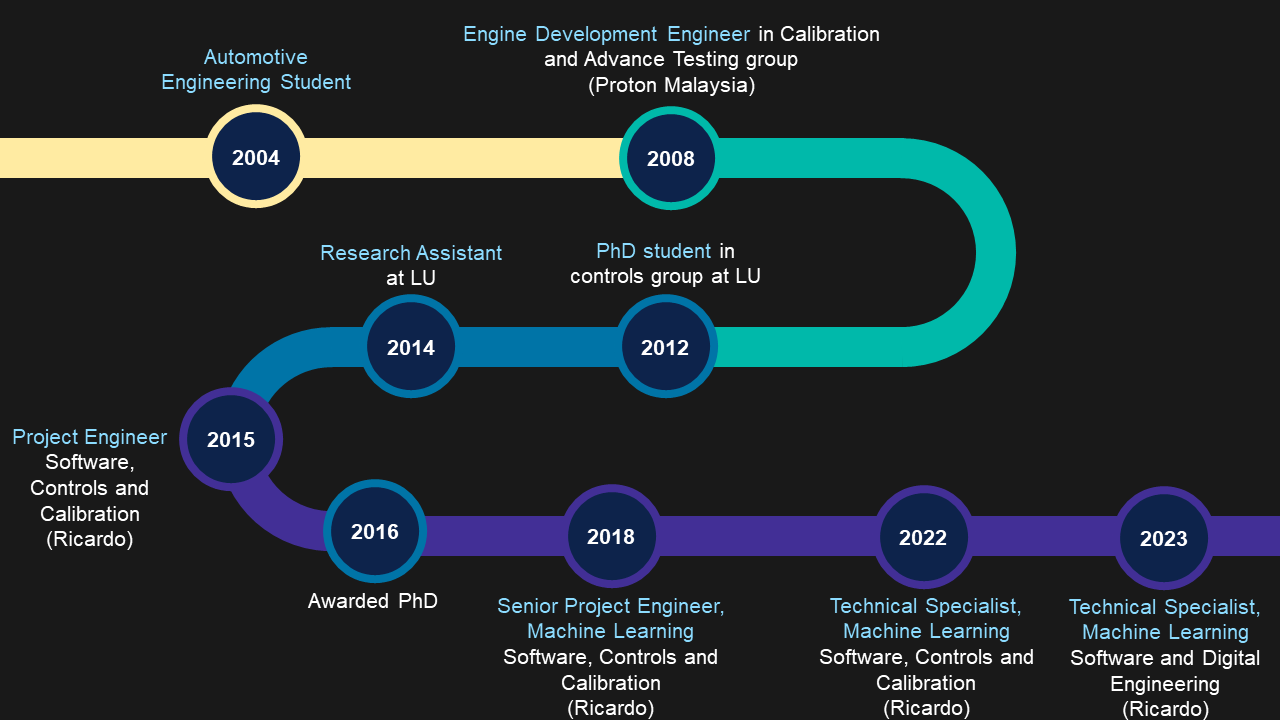 Automotive
Engineering Student
2004
Engine Development Engineer in Calibration
and Advance Testing group
(Proton Malaysia)
2008
PhD student in
controls group at LU
2012
Research Assistant
at LU
2014
Project Engineer
Software,
Controls and
Calibration
(Ricardo)
2015
2016
Awarded PhD
2018
Senior Project Engineer,
Machine Learning
Software, Controls and
Calibration
(Ricardo)
2022
Technical Specialist,
Machine Learning
Software, Controls and
Calibration
(Ricardo)
2023
Technical Specialist,
Machine Learning
Software and Digital
Engineering
(Ricardo)